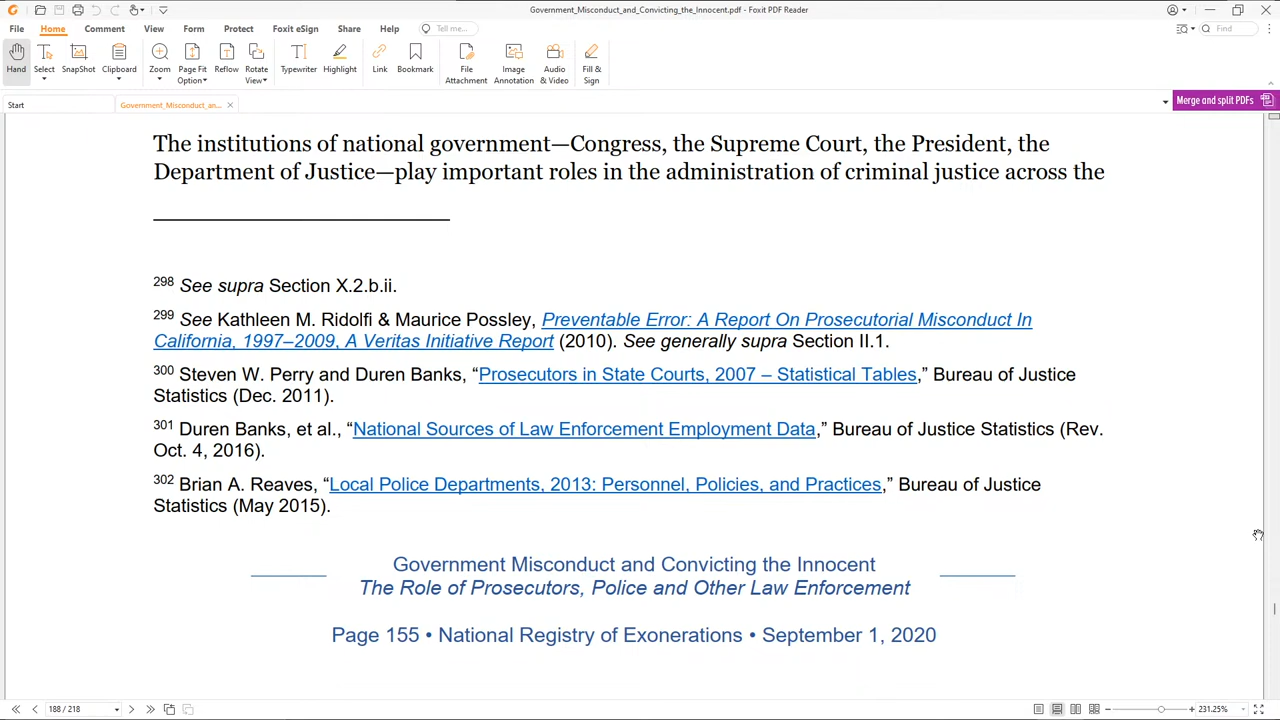 Government_Misconduct_and_Convicting_the_Innocent.pdf - Foxit PDF Reader
File Home Comment View Form Protect Foxit eSign Share Help Tell me... Find
Hand Select SnapShot Clipboard Zoom Page Fit Option Reflow Rotate View Typewriter Highlight Link Bookmark File Attachment Image Annotation Audio & Video Fill & Sign
Start Government_Misconduct_an... Merge and split PDFs
The institutions of national government—Congress, the Supreme Court, the President, the
Department of Justice—play important roles in the administration of criminal justice across the
298 See supra Section X.2.b.ii.
299 See Kathleen M. Ridolfi & Maurice Possley, Preventable Error: A Report On Prosecutorial Misconduct In
California, 1997–2009, A Veritas Initiative Report (2010). See generally supra Section II.1.
300 Steven W. Perry and Duren Banks, “Prosecutors in State Courts, 2007 – Statistical Tables,” Bureau of Justice
Statistics (Dec. 2011).
301 Duren Banks, et al., “National Sources of Law Enforcement Employment Data,” Bureau of Justice Statistics (Rev.
Oct. 4, 2016).
302 Brian A. Reaves, “Local Police Departments, 2013: Personnel, Policies, and Practices,” Bureau of Justice
Statistics (May 2015).
Government Misconduct and Convicting the Innocent
The Role of Prosecutors, Police and Other Law Enforcement
Page 155 • National Registry of Exonerations • September 1, 2020
188 / 218 231.25%